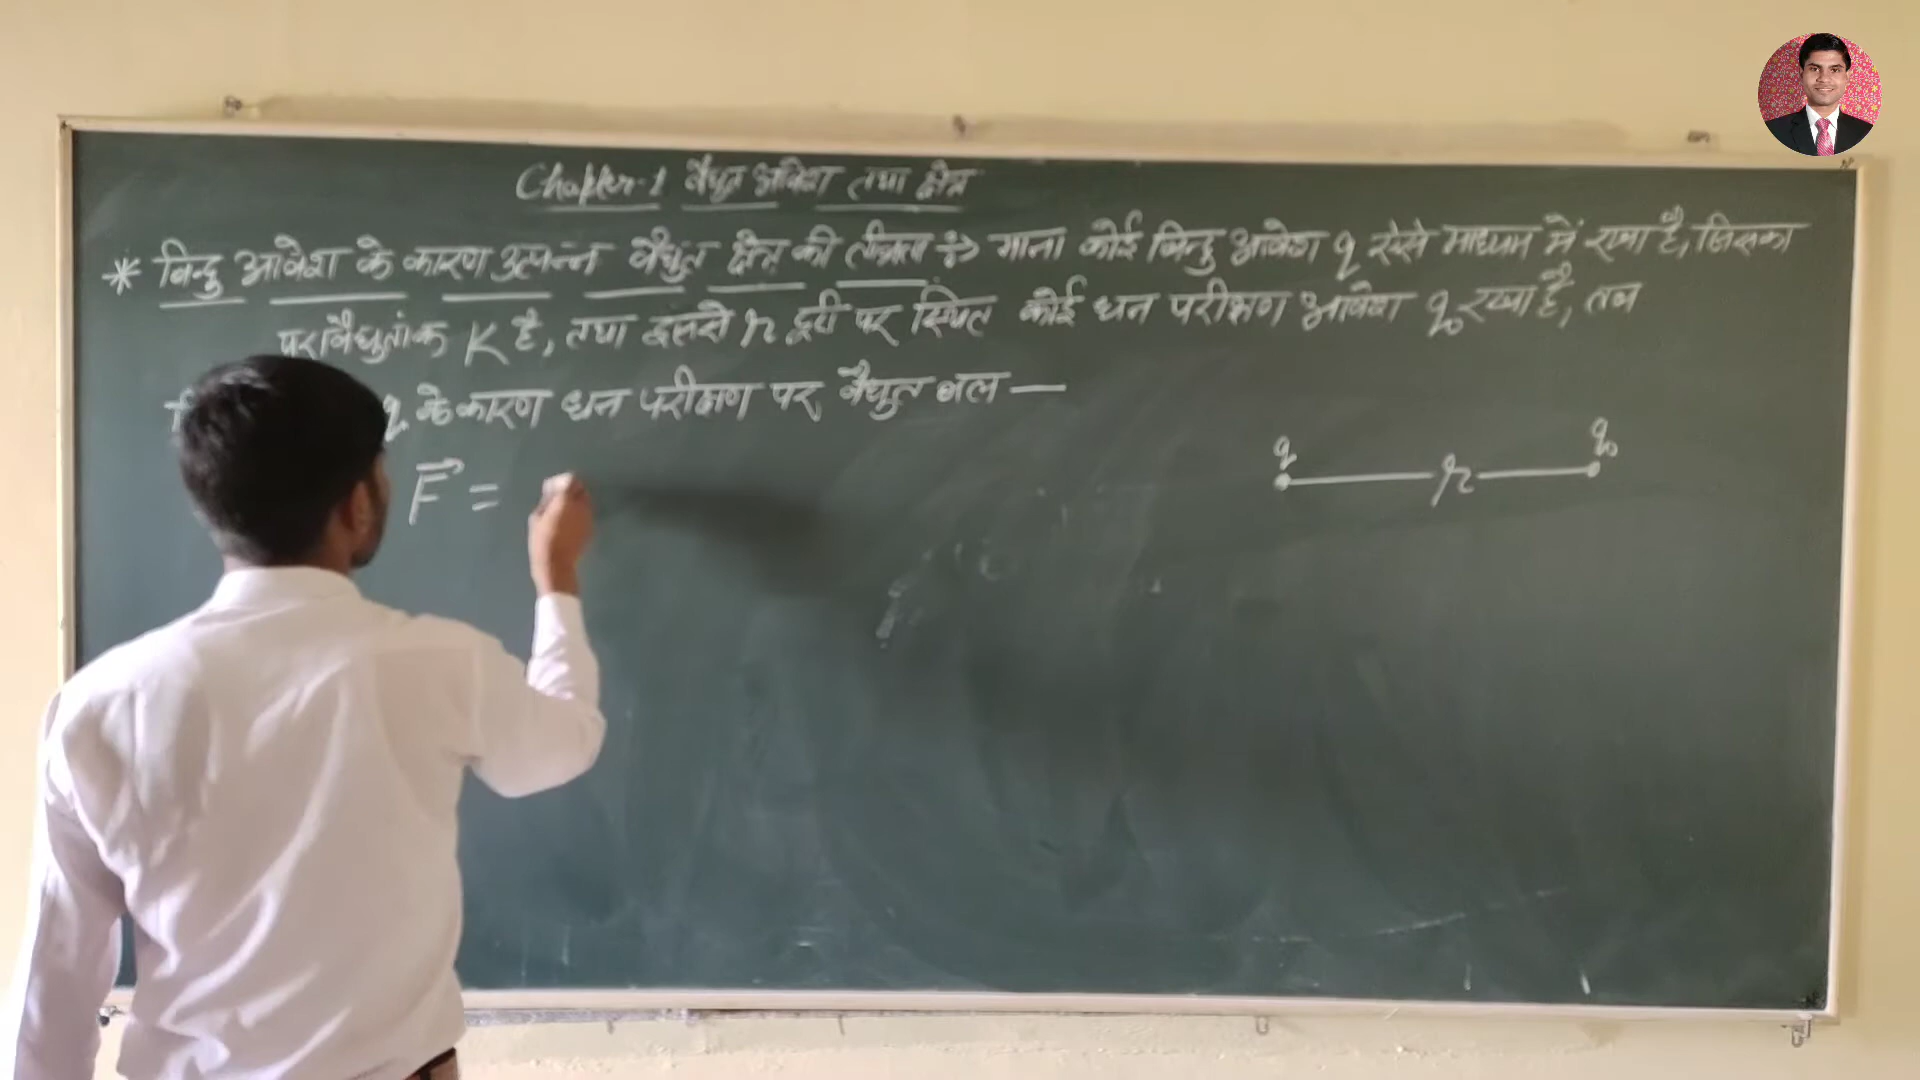 Chapter-1 वैद्युत आवेश तथा क्षेत्र
* बिन्दु आवेश के कारण उत्पन्न वैद्युत क्षेत्र की तीव्रता ÷> माना कोई बिन्दु आवेश q ऐसे माध्यम में रखा है, जिसका
परावैद्युतांक K है, तथा इससे r दूरी पर स्थित कोई धन परीक्षण आवेश q₀ रखा है, तब
q के कारण धन परीक्षण पर वैद्युत बल —
q q₀
r
F⃗ =